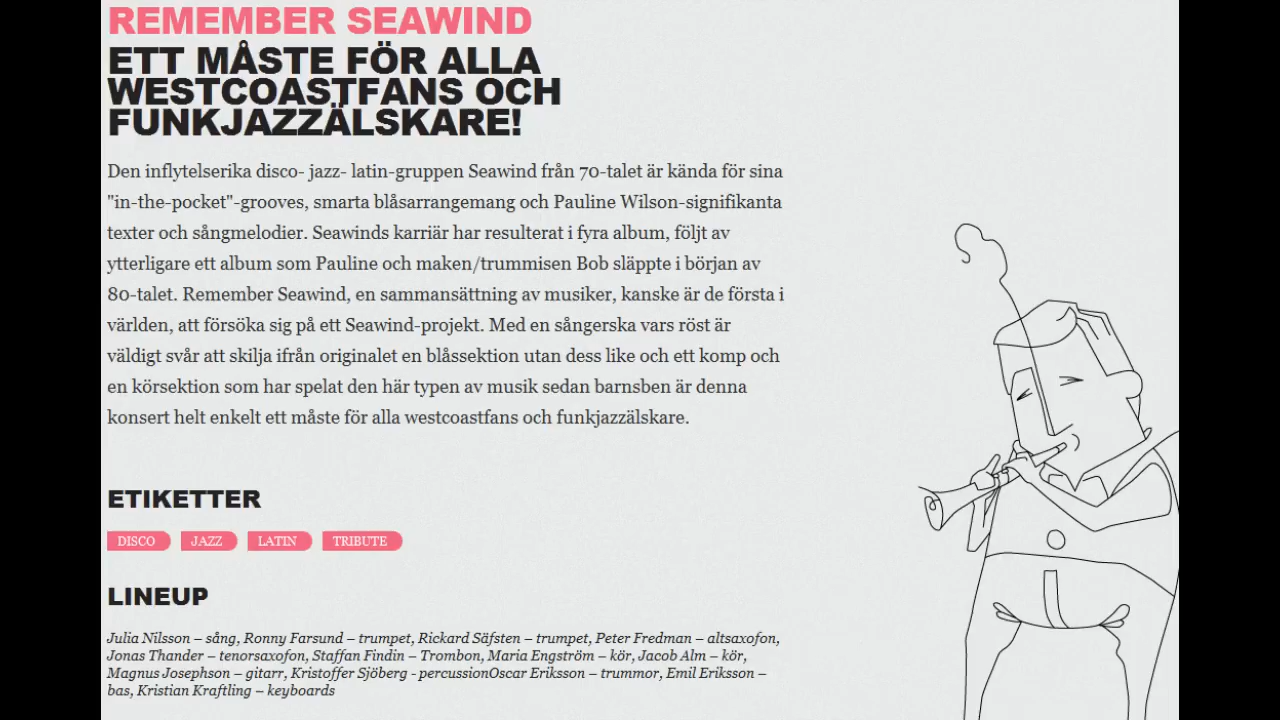 REMEMBER SEAWIND
ETT MÅSTE FÖR ALLA
WESTCOASTFANS OCH
FUNKJAZZÄLSKARE!
Den inflytelserika disco- jazz- latin-gruppen Seawind från 70-talet är kända för sina
"in-the-pocket"-grooves, smarta blåsarrangemang och Pauline Wilson-signifikanta
texter och sångmelodier. Seawinds karriär har resulterat i fyra album, följt av
ytterligare ett album som Pauline och maken/trummisen Bob släppte i början av
80-talet. Remember Seawind, en sammansättning av musiker, kanske är de första i
världen, att försöka sig på ett Seawind-projekt. Med en sångerska vars röst är
väldigt svår att skilja ifrån originalet en blåssektion utan dess like och ett komp och
en körsektion som har spelat den här typen av musik sedan barnsben är denna
konsert helt enkelt ett måste för alla westcoastfans och funkjazzälskare.
ETIKETTER
DISCO JAZZ LATIN TRIBUTE
LINEUP
Julia Nilsson – sång, Ronny Farsund – trumpet, Rickard Säfsten – trumpet, Peter Fredman – altsaxofon,
Jonas Thander – tenorsaxofon, Staffan Findin – Trombon, Maria Engström – kör, Jacob Alm – kör,
Magnus Josephson – gitarr, Kristoffer Sjöberg - percussionOscar Eriksson – trummor, Emil Eriksson –
bas, Kristian Kraftling – keyboards